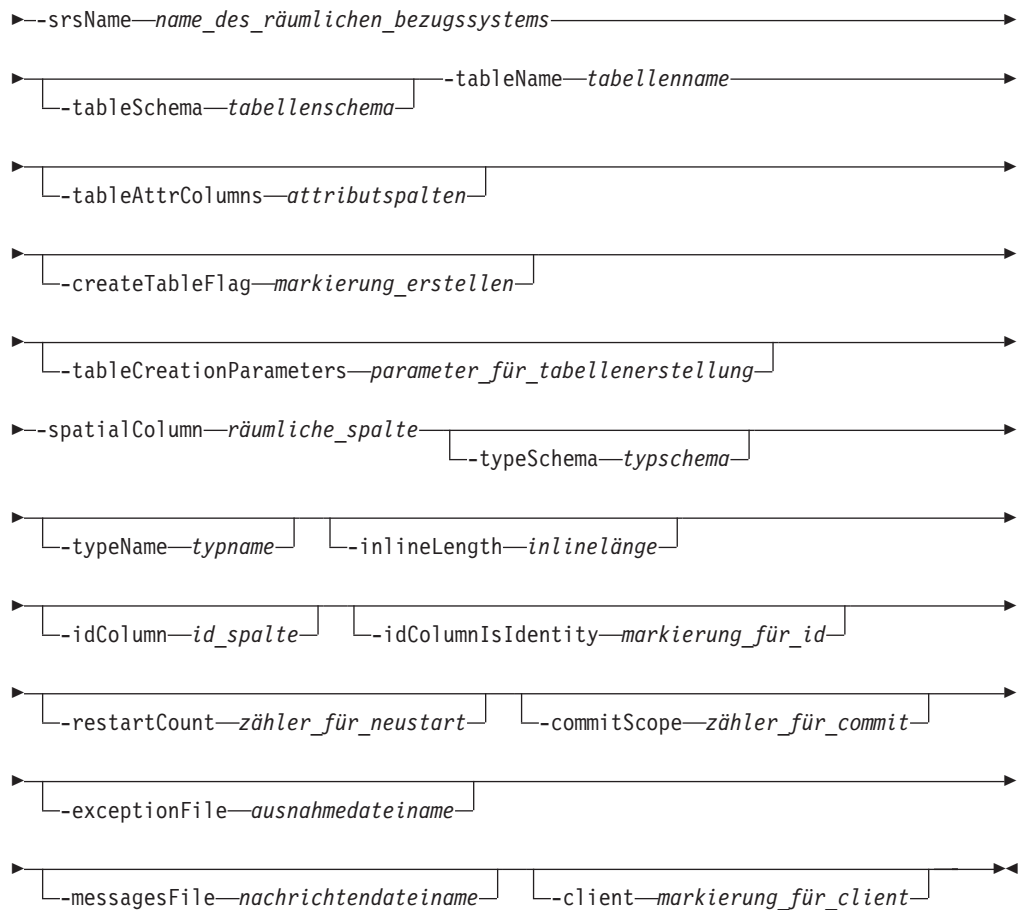 -srsName name_des_räumlichen_bezugssystems
-tableName tabellenname
-tableSchema tabellenschema
-tableAttrColumns attributspalten
-createTableFlag markierung_erstellen
-tableCreationParameters parameter_für_tabellenerstellung
-spatialColumn räumliche_spalte
-typeSchema typschema
-typeName typname -inlineLength inlinelänge
-idColumn id_spalte -idColumnIsIdentity markierung_für_id
-restartCount zähler_für_neustart -commitScope zähler_für_commit
-exceptionFile ausnahmedateiname
-messagesFile nachrichtendateiname -client markierung_für_client